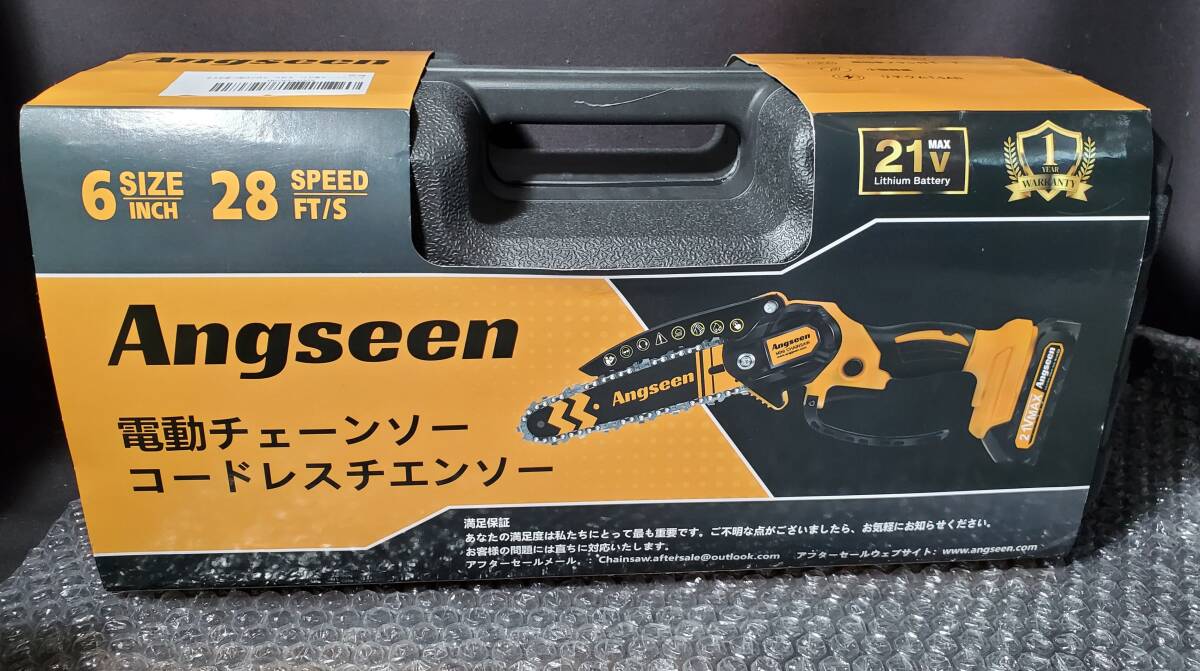 Angseen
6 SIZE INCH 28 SPEED FT/S
21V MAX
Lithium Battery
1
YEAR
WARRANTY
Angseen
電動チェーンソー
コードレスチエンソー
Angseen
MINI CHAINSAW
Angseen
21VMAX Angseen
満足保証
あなたの満足度は私たちにとって最も重要です。ご不明な点がございましたら、お気軽にお知らせください。
お客様の問題には直ちに対応いたします。
アフターセールメール。: Chainsaw.aftersale@outlook.com アフターセールウェブサイト: www.angseen.com